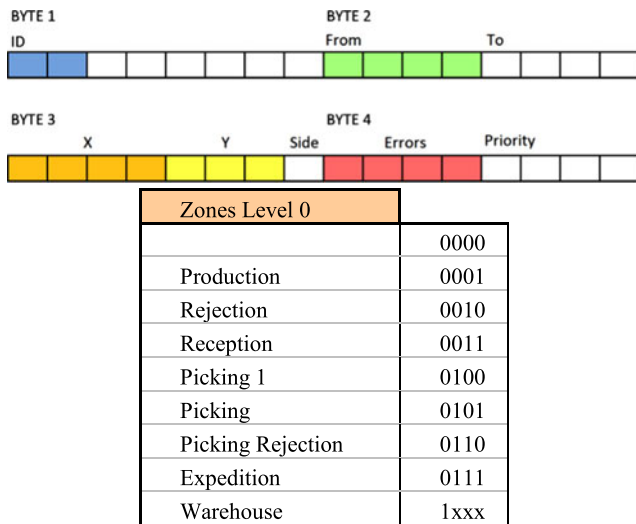 BYTE 1 BYTE 2
ID From To
BYTE 3 BYTE 4
X Y Side Errors Priority
Zones Level 0
0000
Production 0001
Rejection 0010
Reception 0011
Picking 1 0100
Picking 0101
Picking Rejection 0110
Expedition 0111
Warehouse 1xxx